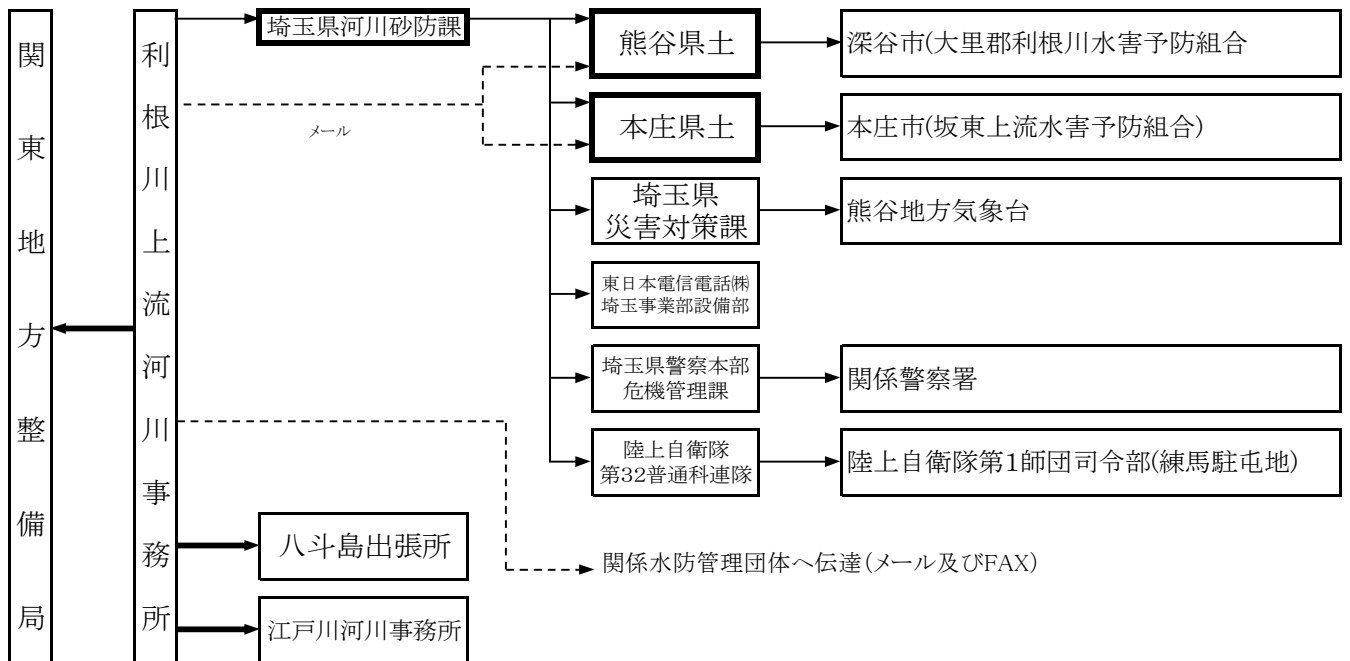 関東地方整備局
利根川上流河川事務所
埼玉県河川砂防課
メール
熊谷県土
深谷市(大里郡利根川水害予防組合
本庄県土
本庄市(坂東上流水害予防組合)
埼玉県
災害対策課
熊谷地方気象台
東日本電信電話㈱
埼玉事業部設備部
埼玉県警察本部
危機管理課
関係警察署
陸上自衛隊
第32普通科連隊
陸上自衛隊第1師団司令部(練馬駐屯地)
八斗島出張所
関係水防管理団体へ伝達(メール及びFAX)
江戸川河川事務所